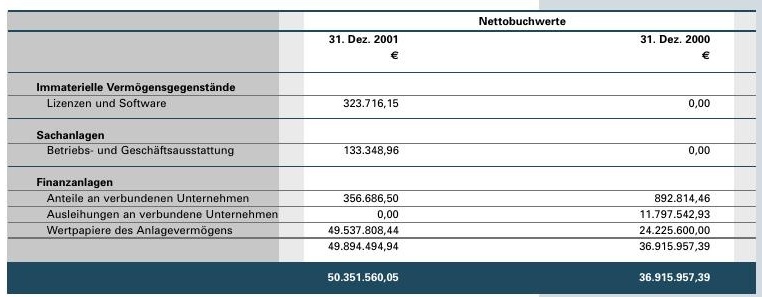 Nettobuchwerte
31. Dez. 2001 31. Dez. 2000
€ €
Immaterielle Vermögensgegenstände
Lizenzen und Software 323.716,15 0,00
Sachanlagen
Betriebs- und Geschäftsausstattung 133.348,96 0,00
Finanzanlagen
Anteile an verbundenen Unternehmen 356.686,50 892.814,46
Ausleihungen an verbundene Unternehmen 0,00 11.797.542,93
Wertpapiere des Anlagevermögens 49.537.808,44 24.225.600,00
49.894.494,94 36.915.957,39
50.351.560,05 36.915.957,39